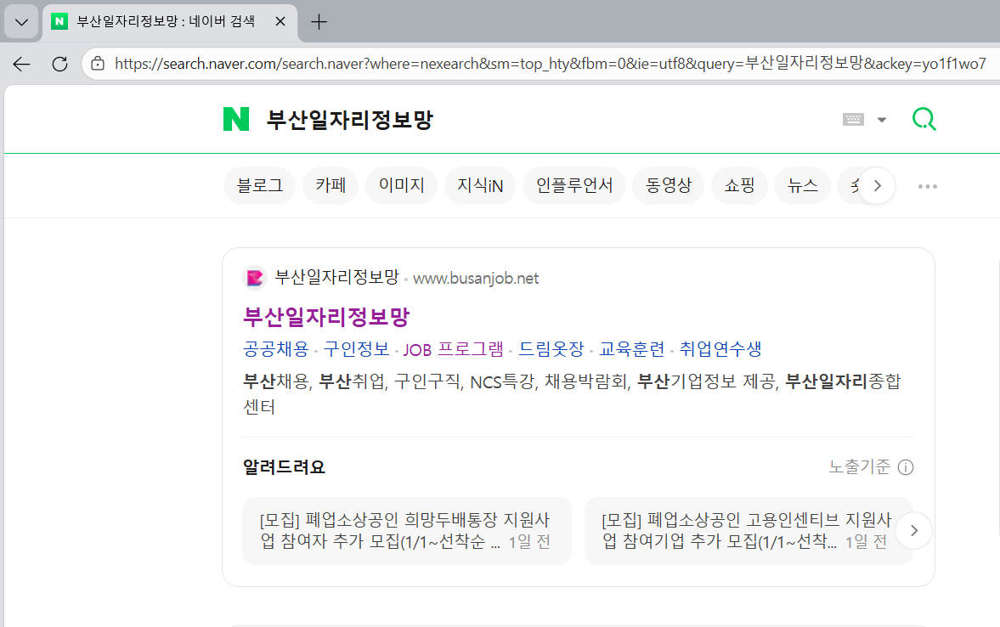 부산일자리정보망 : 네이버 검색
https://search.naver.com/search.naver?where=nexearch&sm=top_hty&fbm=0&ie=utf8&query=부산일자리정보망&ackey=yo1f1wo7
N 부산일자리정보망
블로그 카페 이미지 지식iN 인플루언서 동영상 쇼핑 뉴스
부산일자리정보망 · www.busanjob.net
부산일자리정보망
공공채용 · 구인정보 · JOB 프로그램 · 드림옷장 · 교육훈련 · 취업연수생
부산채용, 부산취업, 구인구직, NCS특강, 채용박람회, 부산기업정보 제공, 부산일자리종합
센터
알려드려요 노출기준
[모집] 폐업소상공인 희망두배통장 지원사
업 참여자 추가 모집(1/1~선착순 ... 1일 전
[모집] 폐업소상공인 고용인센티브 지원사
업 참여기업 추가 모집(1/1~선착... 1일 전